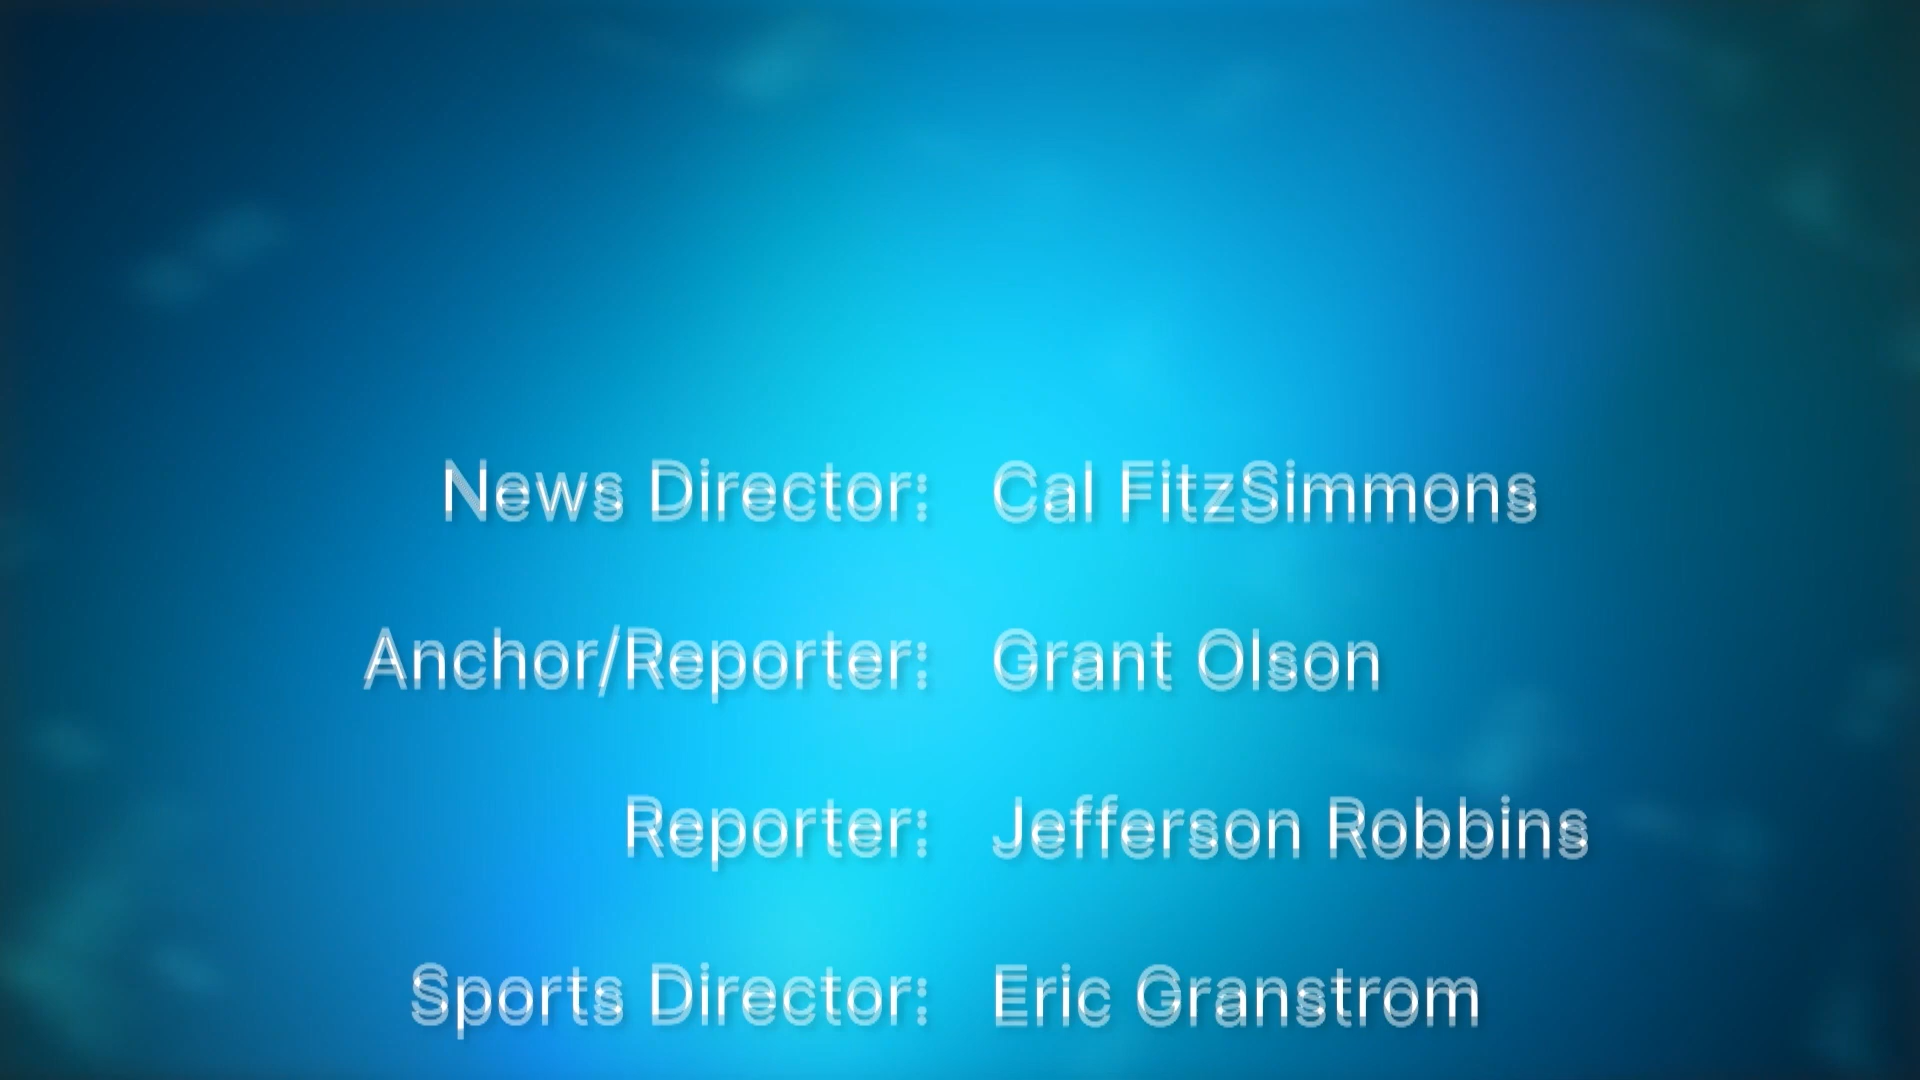 News Director: Cal FitzSimmons
Anchor/Reporter: Grant Olson
Reporter: Jefferson Robbins
Sports Director: Eric Granstrom